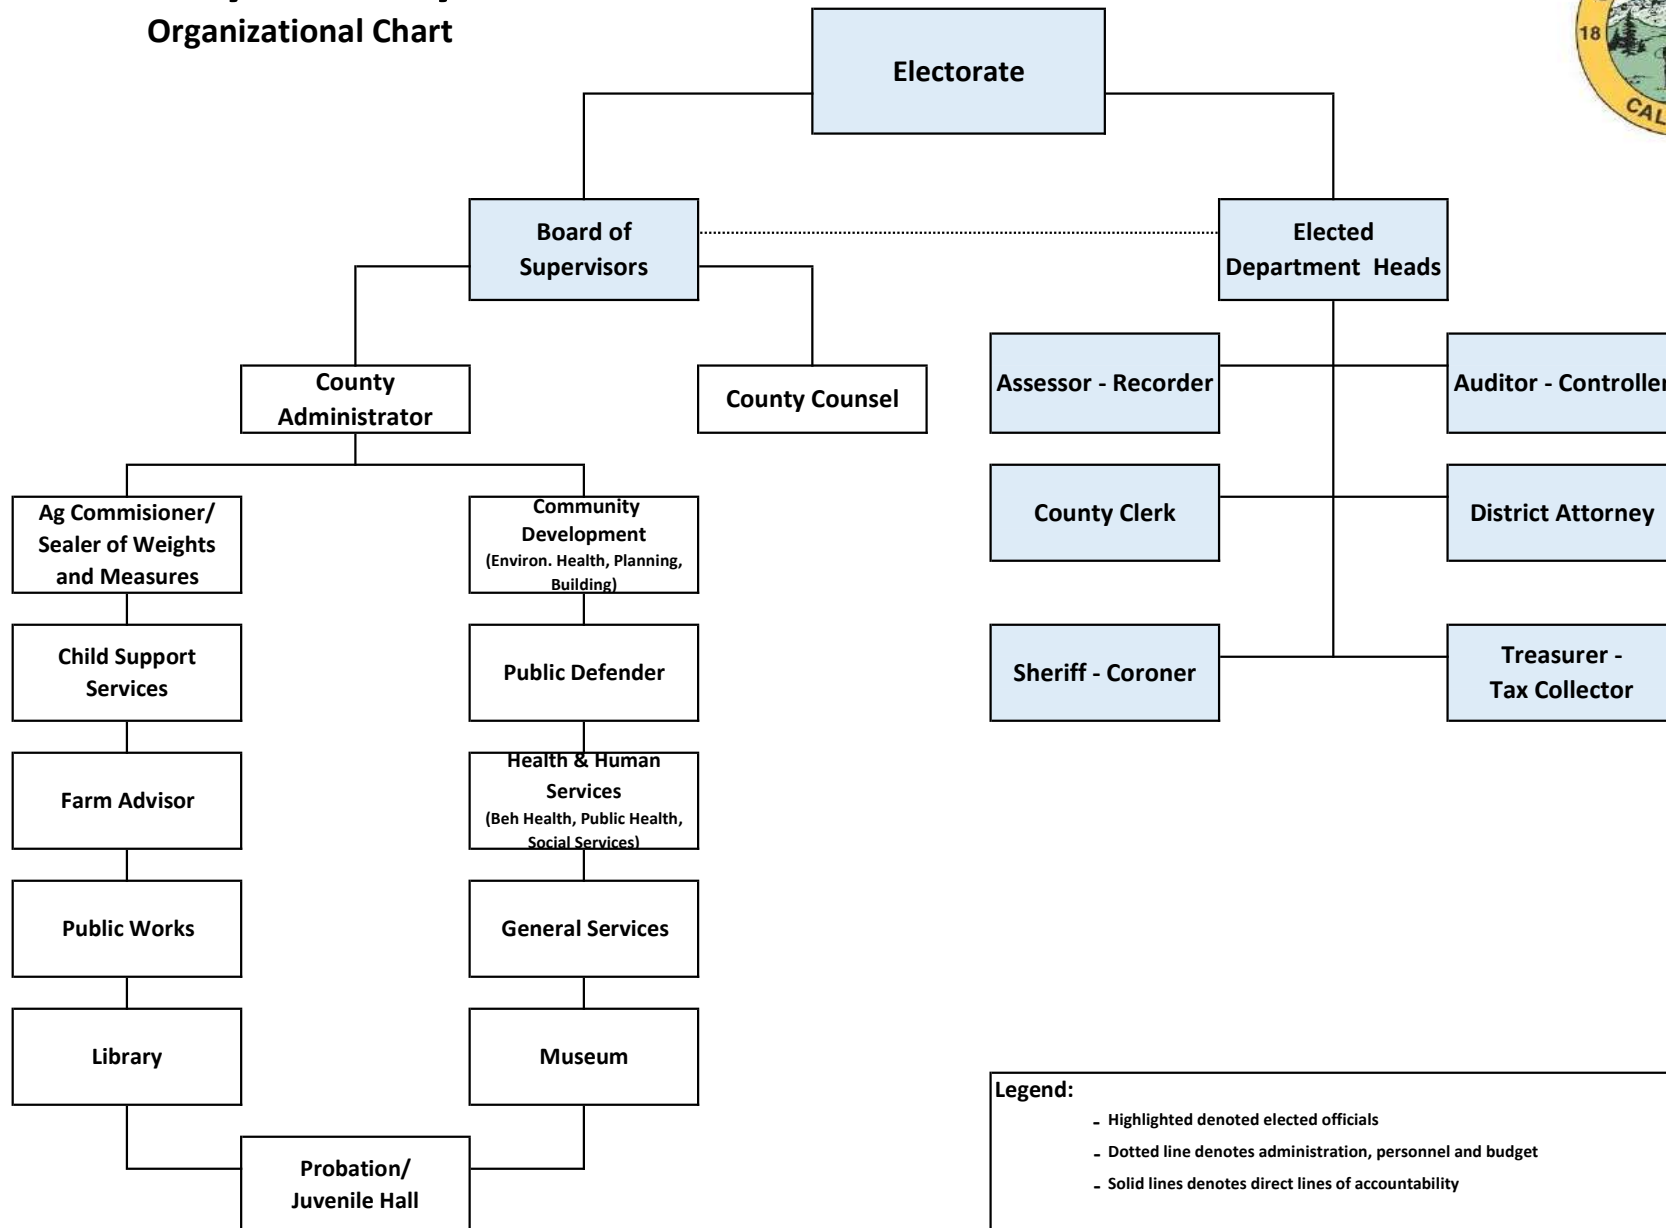 Organizational Chart
18
CAL
Electorate
Board of
Supervisors
Elected
Department Heads
County
Administrator
County Counsel
Assessor - Recorder
Auditor - Controller
Ag Commisioner/
Sealer of Weights
and Measures
Community
Development
(Environ. Health, Planning,
Building)
County Clerk
District Attorney
Child Support
Services
Public Defender
Sheriff - Coroner
Treasurer -
Tax Collector
Farm Advisor
Health & Human
Services
(Beh Health, Public Health,
Social Services)
Public Works
General Services
Library
Museum
Probation/
Juvenile Hall
Legend:
- Highlighted denoted elected officials
- Dotted line denotes administration, personnel and budget
- Solid lines denotes direct lines of accountability